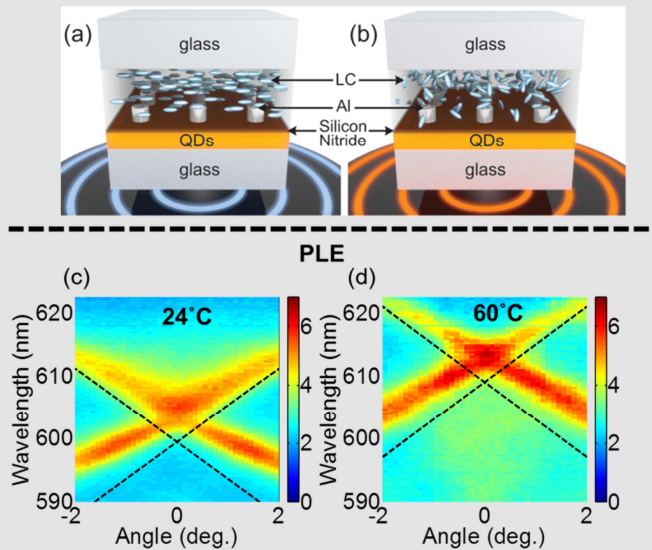 (a)
(b)
glass
glass
LC
Al
Silicon
Nitride
QDs
QDs
glass
glass
PLE
(c)
(d)
24°C
60°C
Wavelength (nm)
620
610
600
590
-2
0
2
Angle (deg.)
6
4
2
0
Wavelength (nm)
620
610
600
590
-2
0
2
Angle (deg.)
6
4
2
0